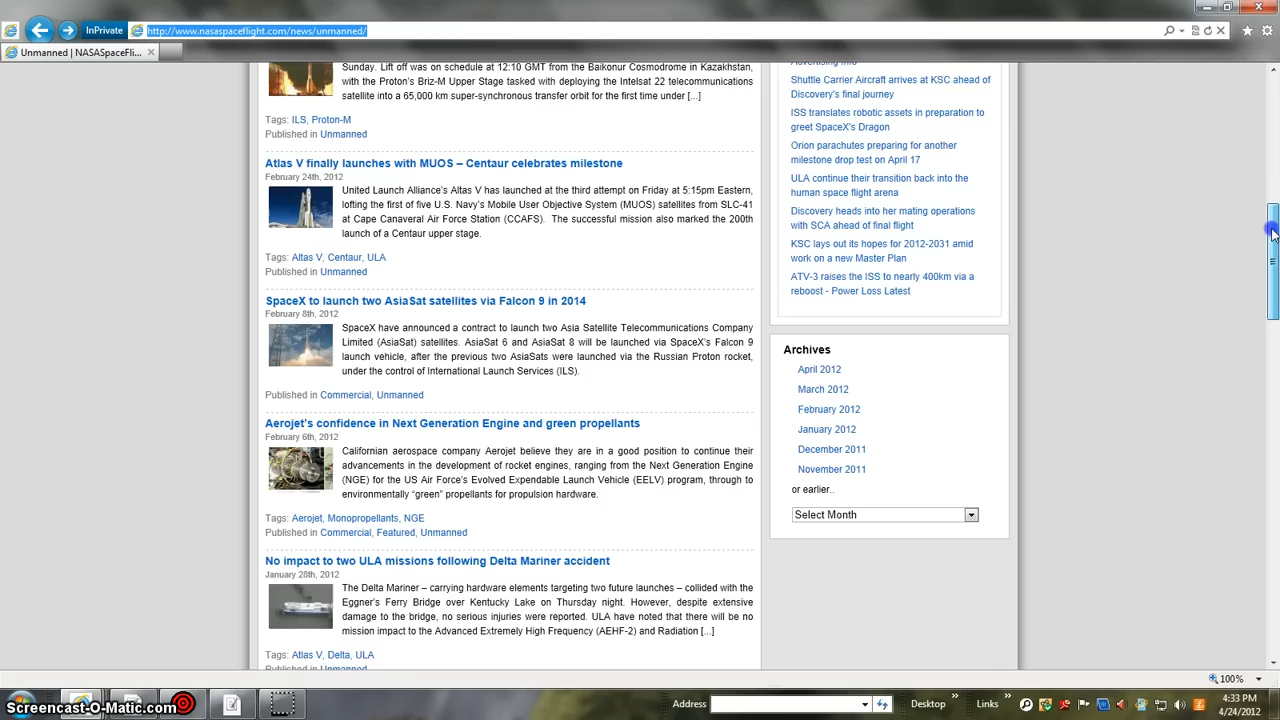 InPrivate
http://www.nasaspaceflight.com/news/unmanned/
Unmanned | NASASpaceFli...
Sunday. Lift off was on schedule at 12:10 GMT from the Baikonur Cosmodrome in Kazakhstan,
with the Proton's Briz-M Upper Stage tasked with deploying the Intelsat 22 telecommunications
satellite into a 65,000 km super-synchronous transfer orbit for the first time under [...]
Tags: ILS, Proton-M
Published in Unmanned
Atlas V finally launches with MUOS – Centaur celebrates milestone
February 24th, 2012
United Launch Alliance's Altas V has launched at the third attempt on Friday at 5:15pm Eastern,
lofting the first of five U.S. Navy's Mobile User Objective System (MUOS) satellites from SLC-41
at Cape Canaveral Air Force Station (CCAFS). The successful mission also marked the 200th
launch of a Centaur upper stage.
Tags: Altas V, Centaur, ULA
Published in Unmanned
SpaceX to launch two AsiaSat satellites via Falcon 9 in 2014
February 8th, 2012
SpaceX have announced a contract to launch two Asia Satellite Telecommunications Company
Limited (AsiaSat) satellites. AsiaSat 6 and AsiaSat 8 will be launched via SpaceX's Falcon 9
launch vehicle, after the previous two AsiaSats were launched via the Russian Proton rocket,
under the control of International Launch Services (ILS).
Published in Commercial, Unmanned
Aerojet's confidence in Next Generation Engine and green propellants
February 6th, 2012
Californian aerospace company Aerojet believe they are in a good position to continue their
advancements in the development of rocket engines, ranging from the Next Generation Engine
(NGE) for the US Air Force's Evolved Expendable Launch Vehicle (EELV) program, through to
environmentally "green" propellants for propulsion hardware.
Tags: Aerojet, Monopropellants, NGE
Published in Commercial, Featured, Unmanned
No impact to two ULA missions following Delta Mariner accident
January 28th, 2012
The Delta Mariner – carrying hardware elements targeting two future launches – collided with the
Eggner's Ferry Bridge over Kentucky Lake on Thursday night. However, despite extensive
damage to the bridge, no serious injuries were reported. ULA have noted that there will be no
mission impact to the Advanced Extremely High Frequency (AEHF-2) and Radiation [...]
Tags: Atlas V, Delta, ULA
Published in Unmanned
Advertising Info
Shuttle Carrier Aircraft arrives at KSC ahead of
Discovery's final journey
ISS translates robotic assets in preparation to
greet SpaceX's Dragon
Orion parachutes preparing for another
milestone drop test on April 17
ULA continue their transition back into the
human space flight arena
Discovery heads into her mating operations
with SCA ahead of final flight
KSC lays out its hopes for 2012-2031 amid
work on a new Master Plan
ATV-3 raises the ISS to nearly 400km via a
reboost - Power Loss Latest
Archives
April 2012
March 2012
February 2012
January 2012
December 2011
November 2011
or earlier..
Select Month
100%
Screencast-O-Matic.com
Address
Desktop
Links
4:33 PM
4/24/2012